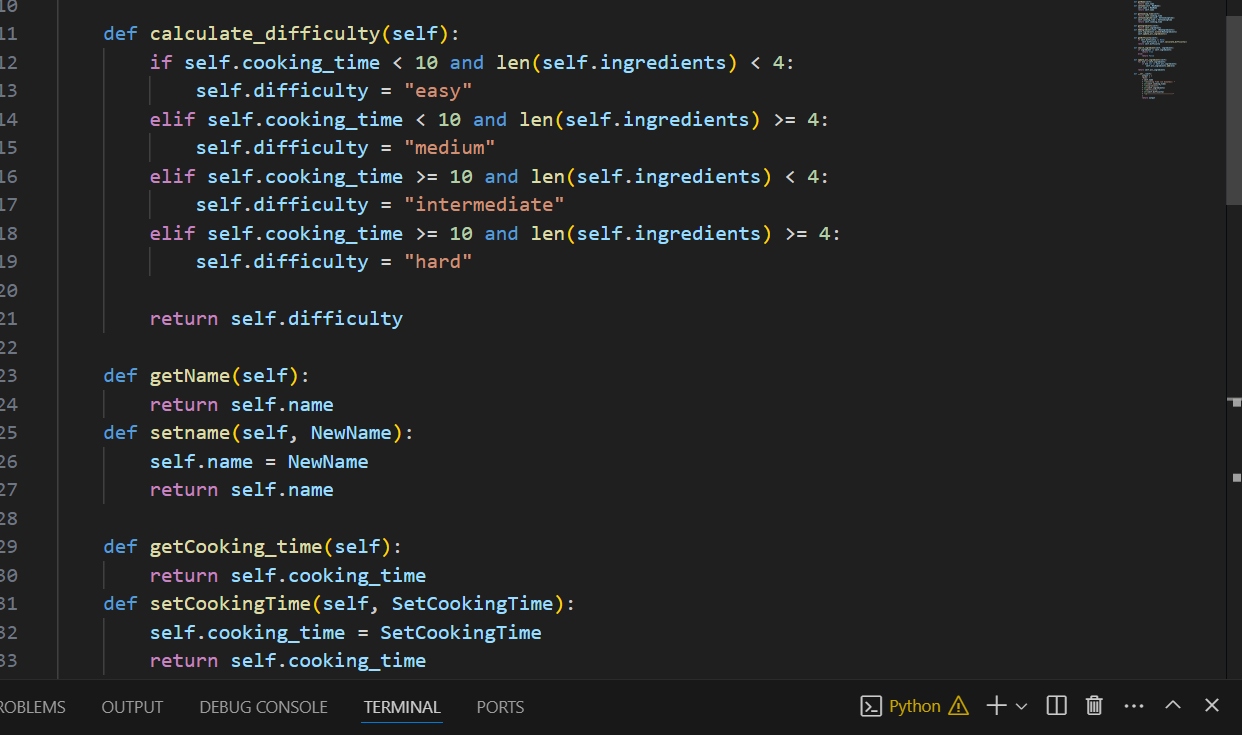 10
11 def calculate_difficulty(self):
12 if self.cooking_time < 10 and len(self.ingredients) < 4:
13 self.difficulty = "easy"
14 elif self.cooking_time < 10 and len(self.ingredients) >= 4:
15 self.difficulty = "medium"
16 elif self.cooking_time >= 10 and len(self.ingredients) < 4:
17 self.difficulty = "intermediate"
18 elif self.cooking_time >= 10 and len(self.ingredients) >= 4:
19 self.difficulty = "hard"
20
21 return self.difficulty
22
23 def getName(self):
24 return self.name
25 def setname(self, NewName):
26 self.name = NewName
27 return self.name
28
29 def getCooking_time(self):
30 return self.cooking_time
31 def setCookingTime(self, SetCookingTime):
32 self.cooking_time = SetCookingTime
33 return self.cooking_time
ROBLEMS OUTPUT DEBUG CONSOLE TERMINAL PORTS Python